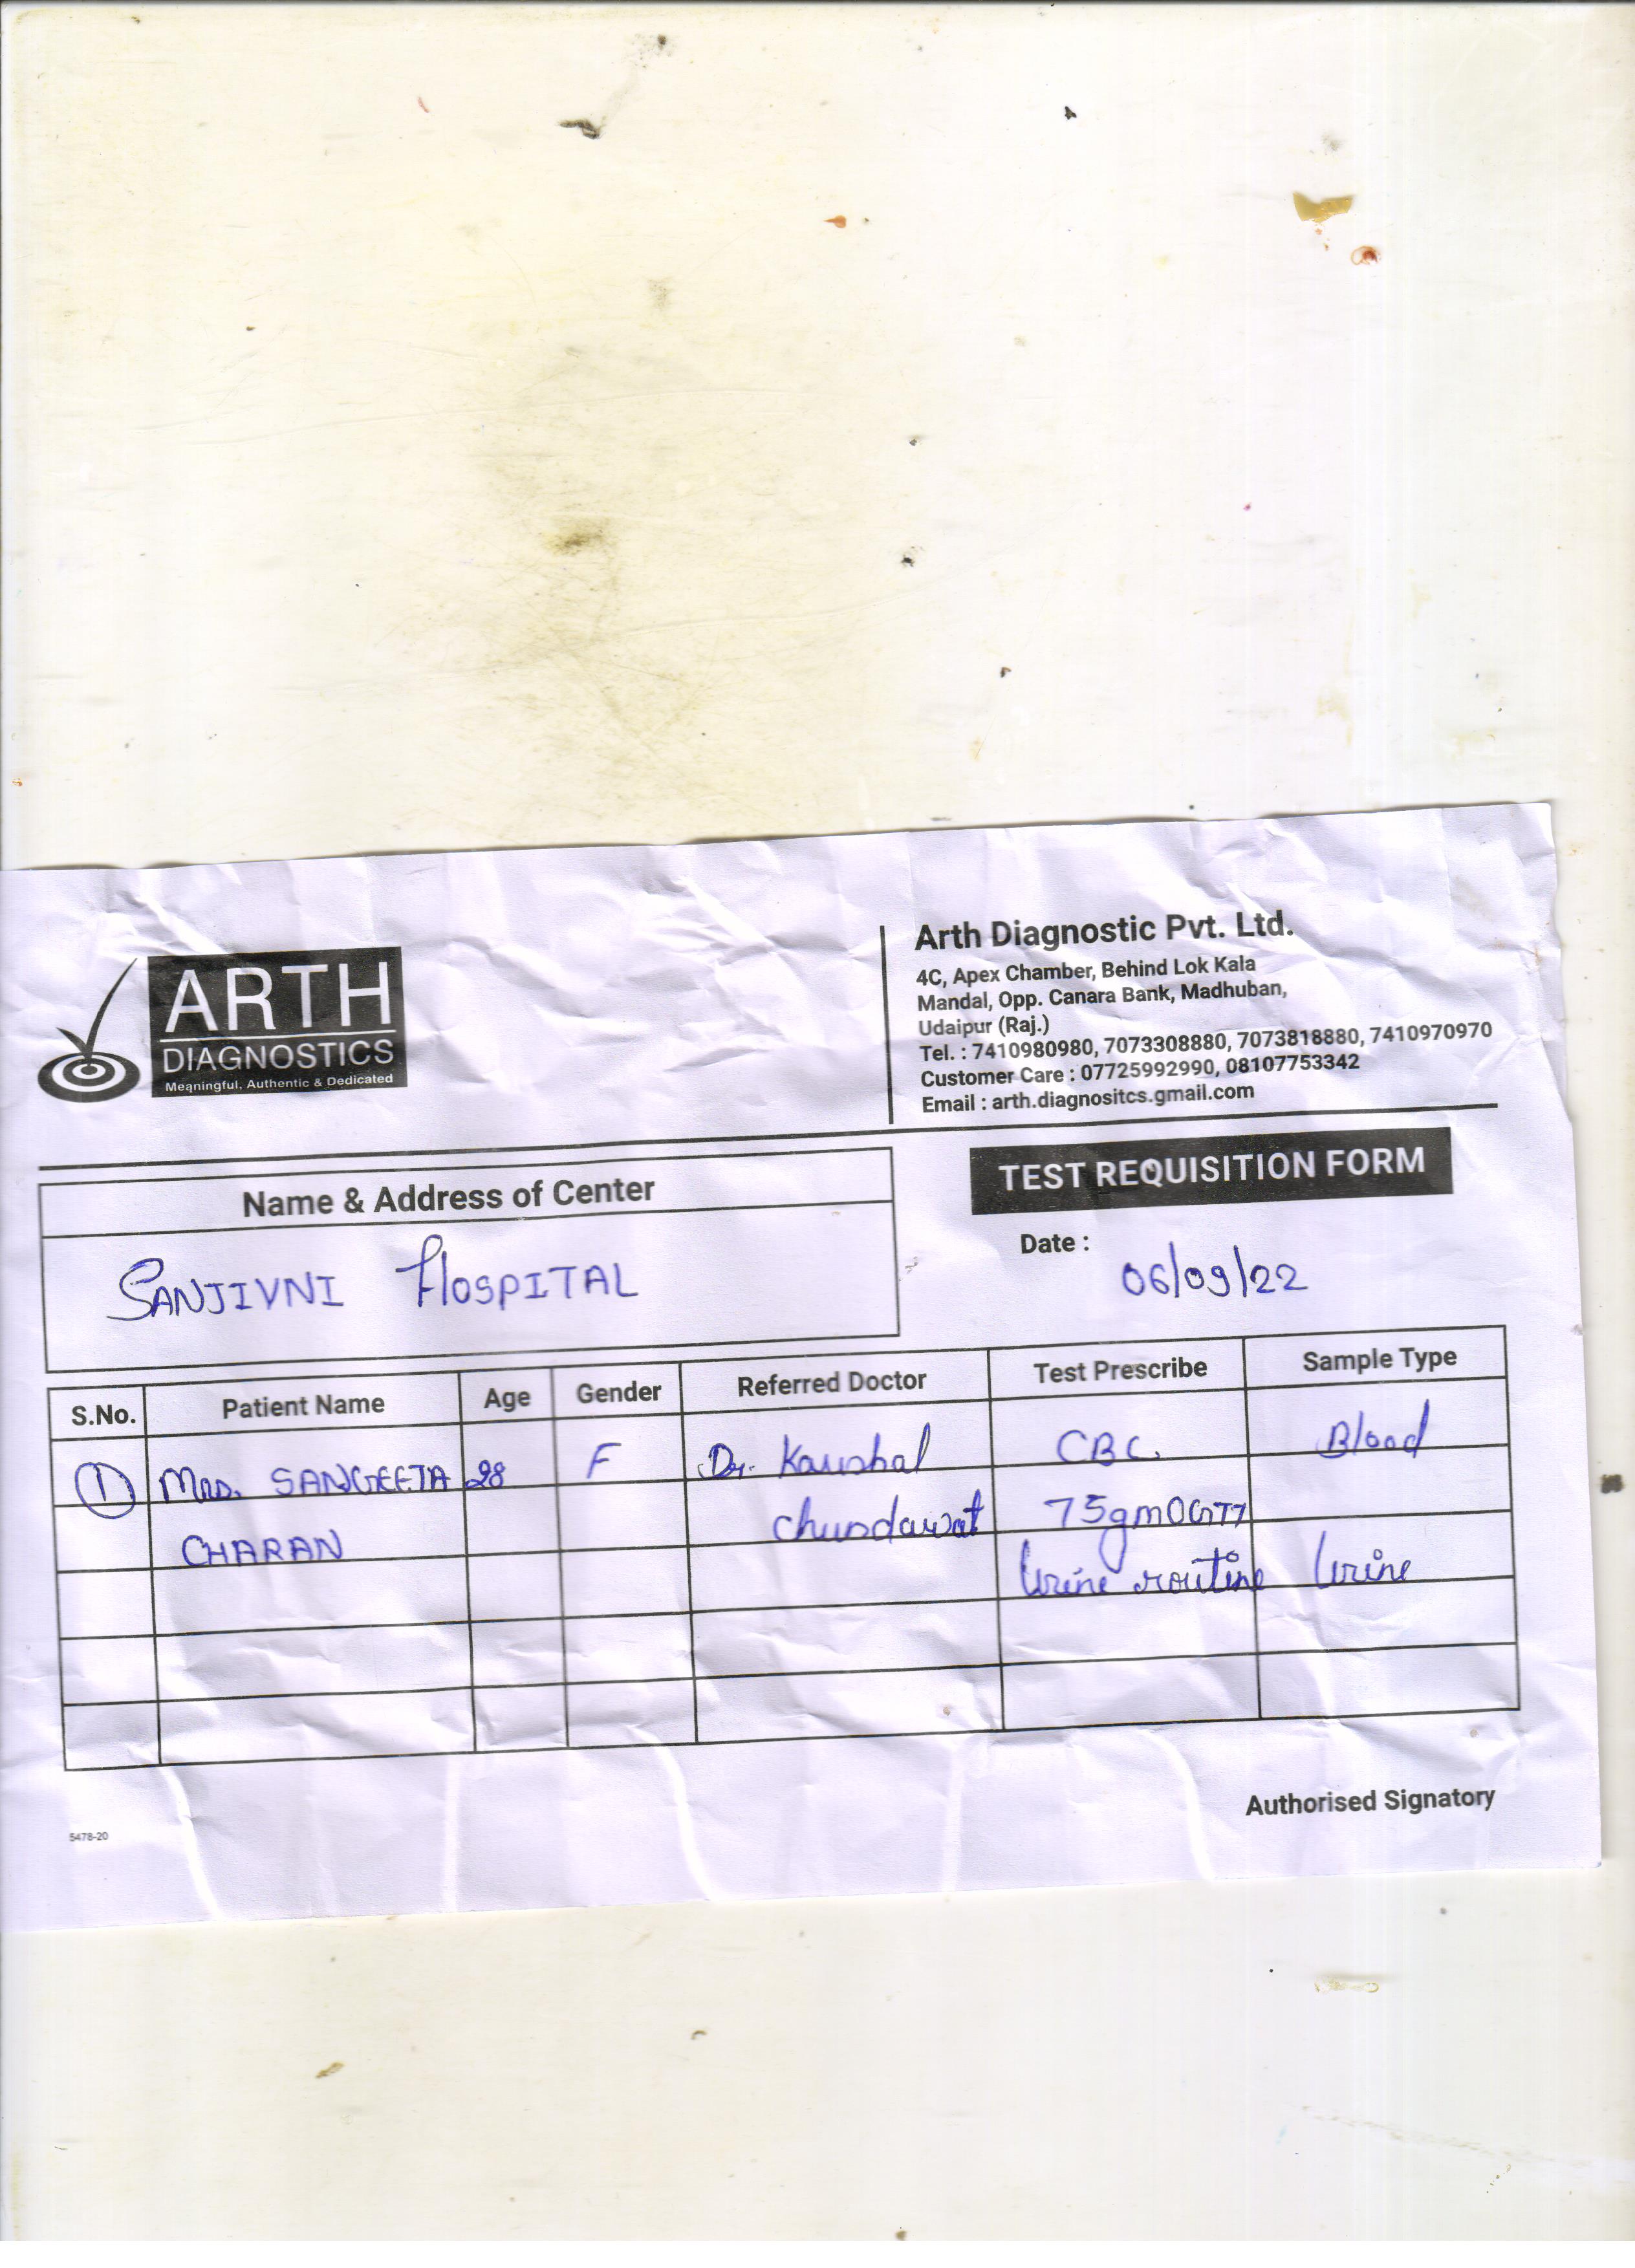 ARTH
DIAGNOSTICS
Meaningful, Authentic & Dedicated
Arth Diagnostic Pvt. Ltd.
4C, Apex Chamber, Behind Lok Kala
Mandal, Opp. Canara Bank, Madhuban,
Udaipur (Raj.)
Tel. : 7410980980, 7073308880, 7073818880, 7410970970
Customer Care : 07725992990, 08107753342
Email : arth.diagnositcs.gmail.com
Name & Address of Center
SANJIVNI HOSPITAL
TEST REQUISITION FORM
Date :
06/09/22
S.No. Patient Name Age Gender Referred Doctor Test Prescribe Sample Type
1 Mrs. SANGEETA 28 F Dr. Kaushal CBC. Blood
CHARAN chundawat 75gmOGTT
Urine routine Urine
Authorised Signatory
5478-20